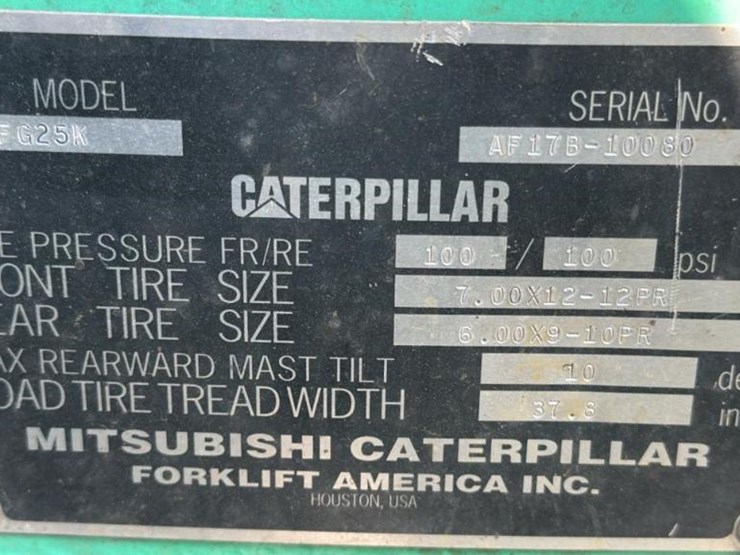 MODEL
SERIAL No.
FG25K
AF17B-10080
CATERPILLAR
E PRESSURE FR/RE 100 / 100 psi
ONT TIRE SIZE 7.00X12-12PR
EAR TIRE SIZE 6.00X9-10PR
AX REARWARD MAST TILT 10 de
OAD TIRE TREAD WIDTH 37.8 in
MITSUBISHI CATERPILLAR
FORKLIFT AMERICA INC.
HOUSTON, USA